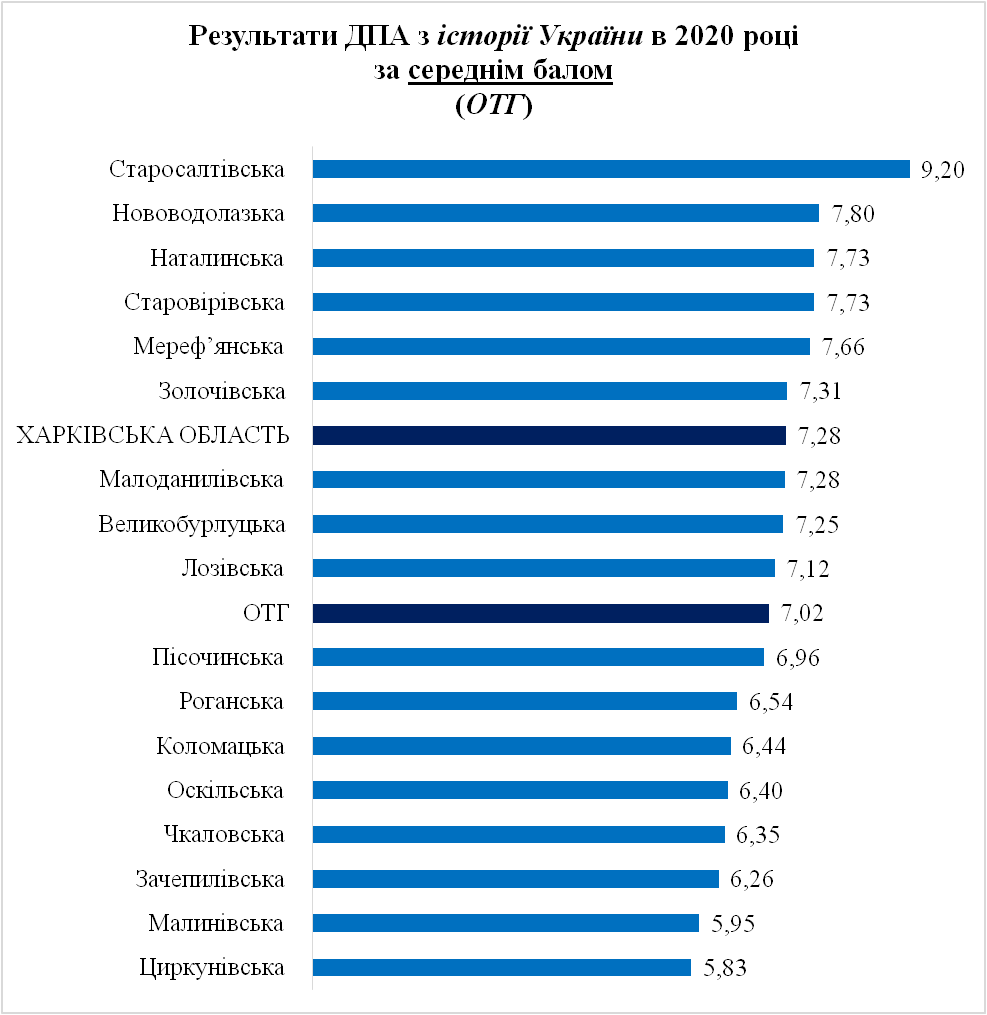 Результати ДПА з історії України в 2020 році
за середнім балом
(ОТГ)
Старосалтівська 9,20
Нововодолазька 7,80
Наталинська 7,73
Старовірівська 7,73
Мереф’янська 7,66
Золочівська 7,31
ХАРКІВСЬКА ОБЛАСТЬ 7,28
Малоданилівська 7,28
Великобурлуцька 7,25
Лозівська 7,12
ОТГ 7,02
Пісочинська 6,96
Роганська 6,54
Коломацька 6,44
Оскільська 6,40
Чкаловська 6,35
Зачепилівська 6,26
Малинівська 5,95
Циркунівська 5,83